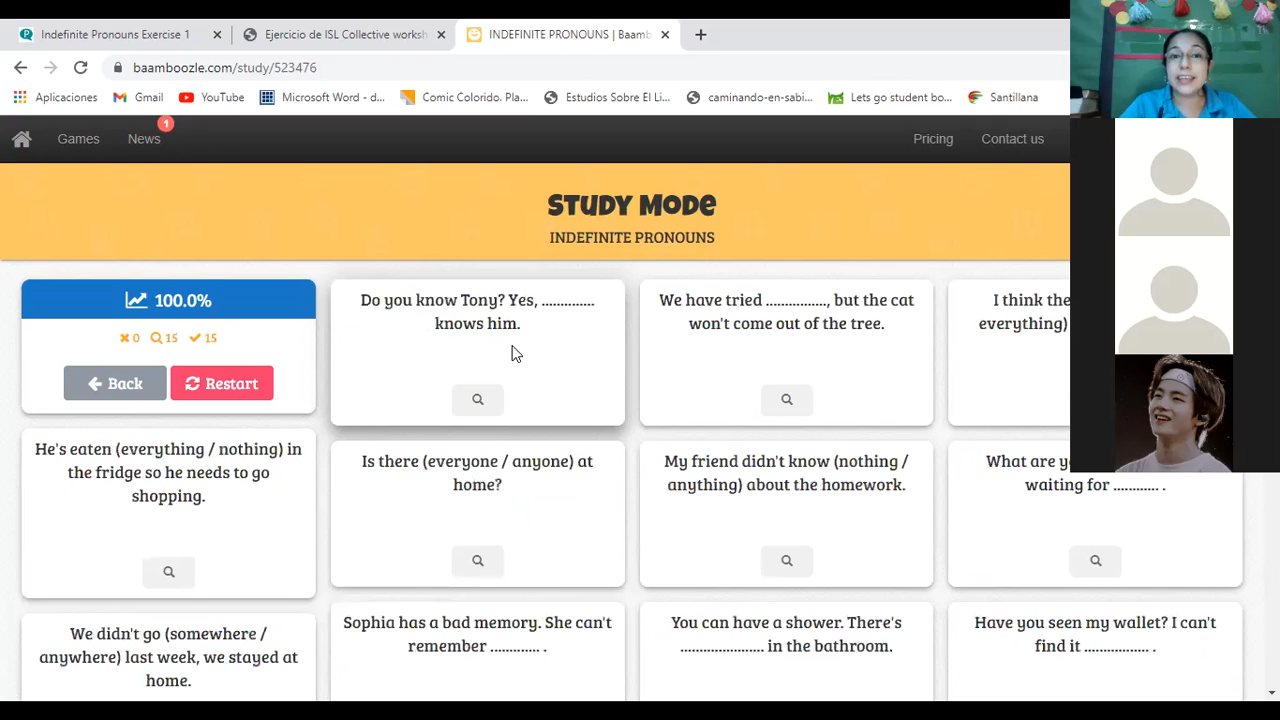 Indefinite Pronouns Exercise 1
Ejercicio de ISL Collective worksh
INDEFINITE PRONOUNS | Baamb
baamboozle.com/study/523476
Aplicaciones
Gmail
YouTube
Microsoft Word - d...
Comic Colorido. Pla...
Estudios Sobre El Li...
caminando-en-sabi...
Lets go student bo...
Santillana
Games
News
1
Pricing
Contact us
STUDY MODE
INDEFINITE PRONOUNS
100.0%
0 15 15
Back
Restart
Do you know Tony? Yes, ..............
knows him.
We have tried ................, but the cat
won't come out of the tree.
I think the
everything)
He's eaten (everything / nothing) in
the fridge so he needs to go
shopping.
Is there (everyone / anyone) at
home?
My friend didn't know (nothing /
anything) about the homework.
What are y
waiting for ............ .
We didn't go (somewhere /
anywhere) last week, we stayed at
home.
Sophia has a bad memory. She can't
remember ............. .
You can have a shower. There's
...................... in the bathroom.
Have you seen my wallet? I can't
find it ................. .